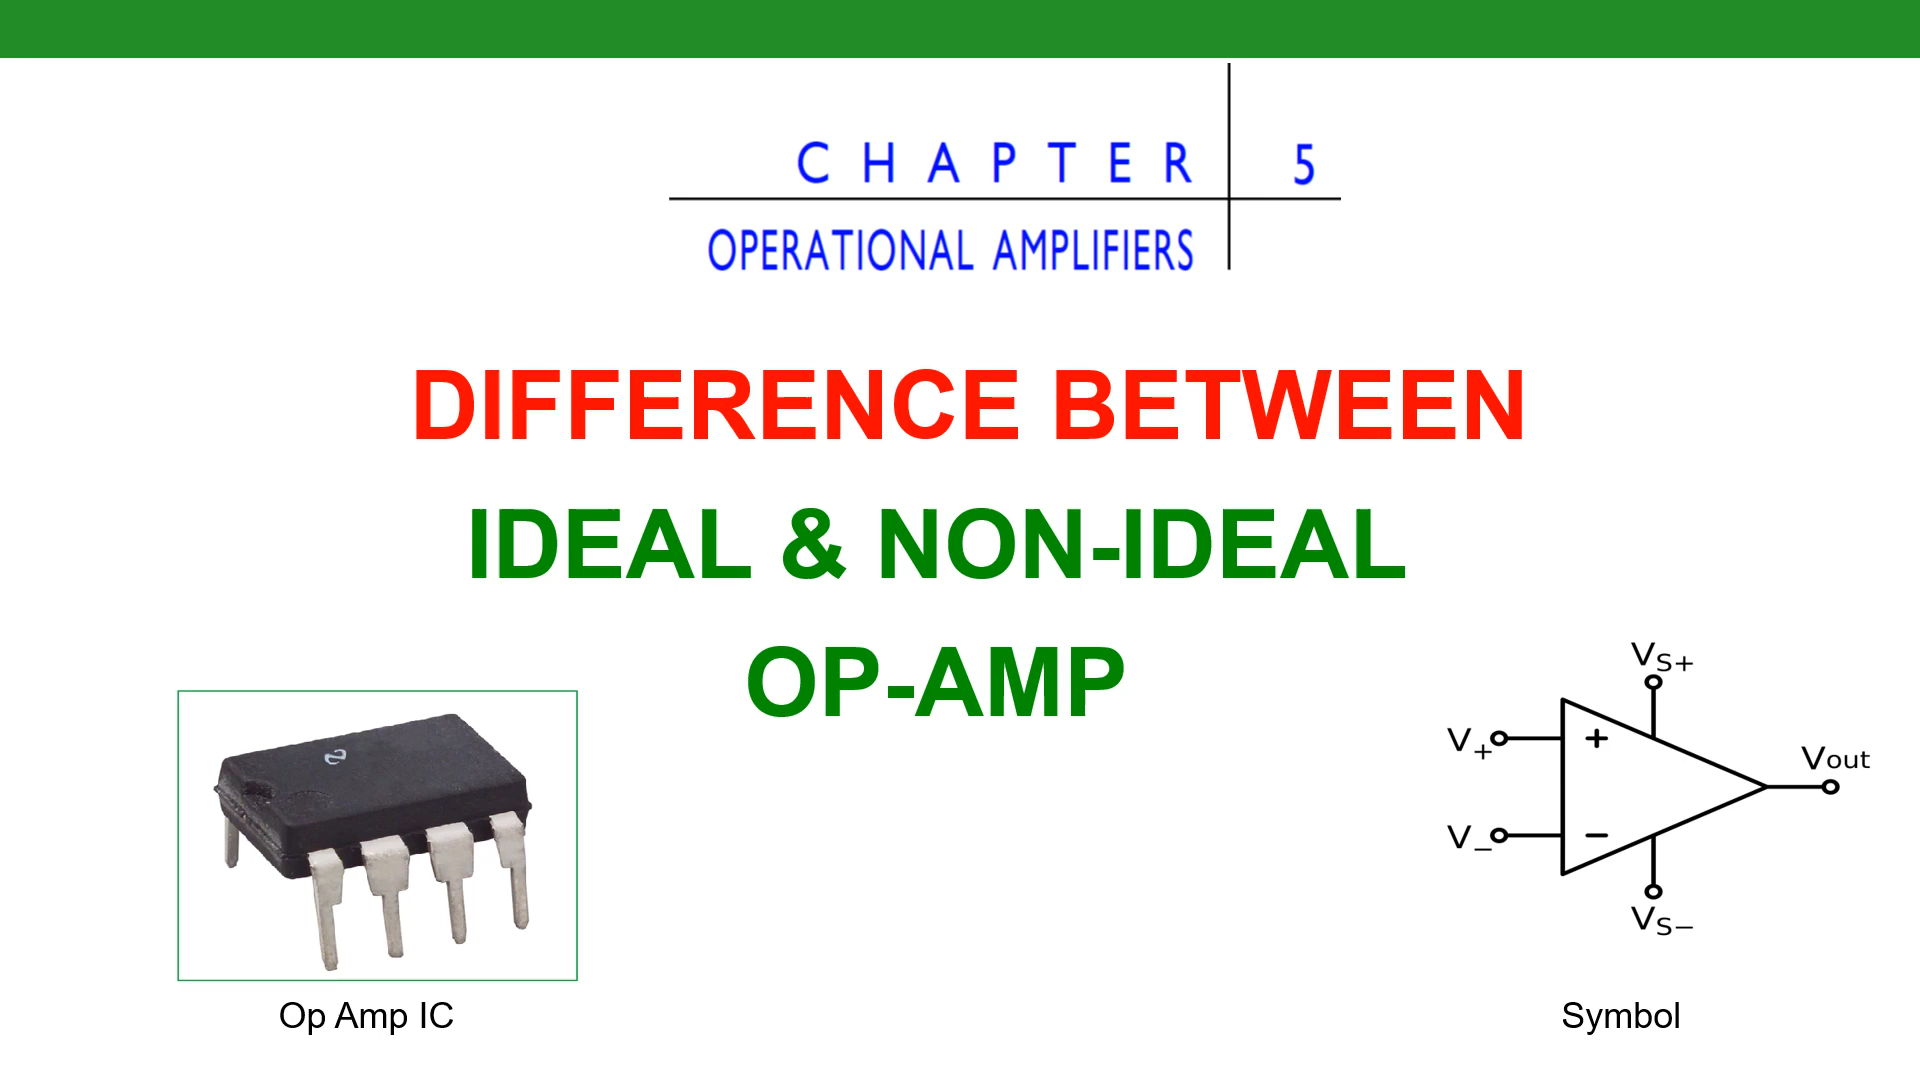 CHAPTER 5
OPERATIONAL AMPLIFIERS
DIFFERENCE BETWEEN
IDEAL & NON-IDEAL
OP-AMP
VS+
V+
+
Vout
V−
−
VS−
Op Amp IC
Symbol